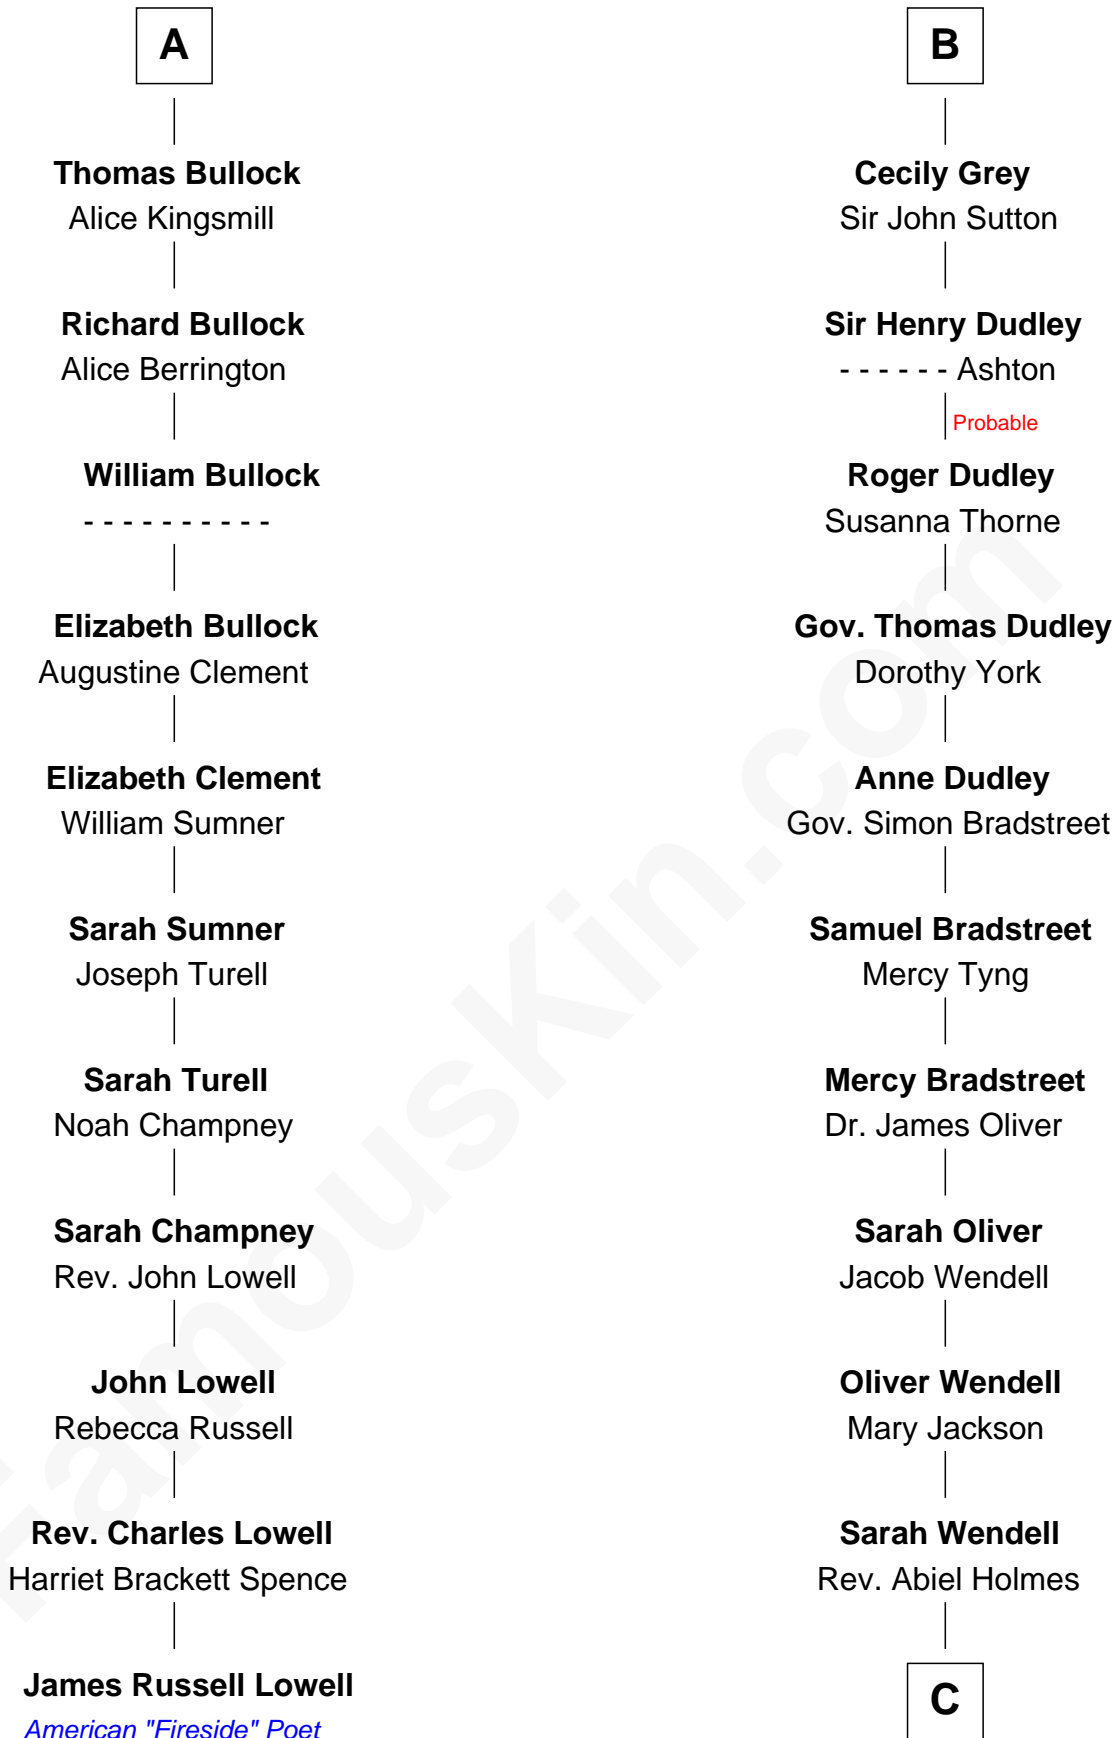 A
Thomas Bullock
Alice Kingsmill
Richard Bullock
Alice Berrington
William Bullock
- - - - - - - - - -
Elizabeth Bullock
Augustine Clement
Elizabeth Clement
William Sumner
Sarah Sumner
Joseph Turell
Sarah Turell
Noah Champney
Sarah Champney
Rev. John Lowell
John Lowell
Rebecca Russell
Rev. Charles Lowell
Harriet Brackett Spence
James Russell Lowell
American "Fireside" Poet
B
Cecily Grey
Sir John Sutton
Sir Henry Dudley
- - - - - - Ashton
Probable
Roger Dudley
Susanna Thorne
Gov. Thomas Dudley
Dorothy York
Anne Dudley
Gov. Simon Bradstreet
Samuel Bradstreet
Mercy Tyng
Mercy Bradstreet
Dr. James Oliver
Sarah Oliver
Jacob Wendell
Oliver Wendell
Mary Jackson
Sarah Wendell
Rev. Abiel Holmes
C
FamousKin.com